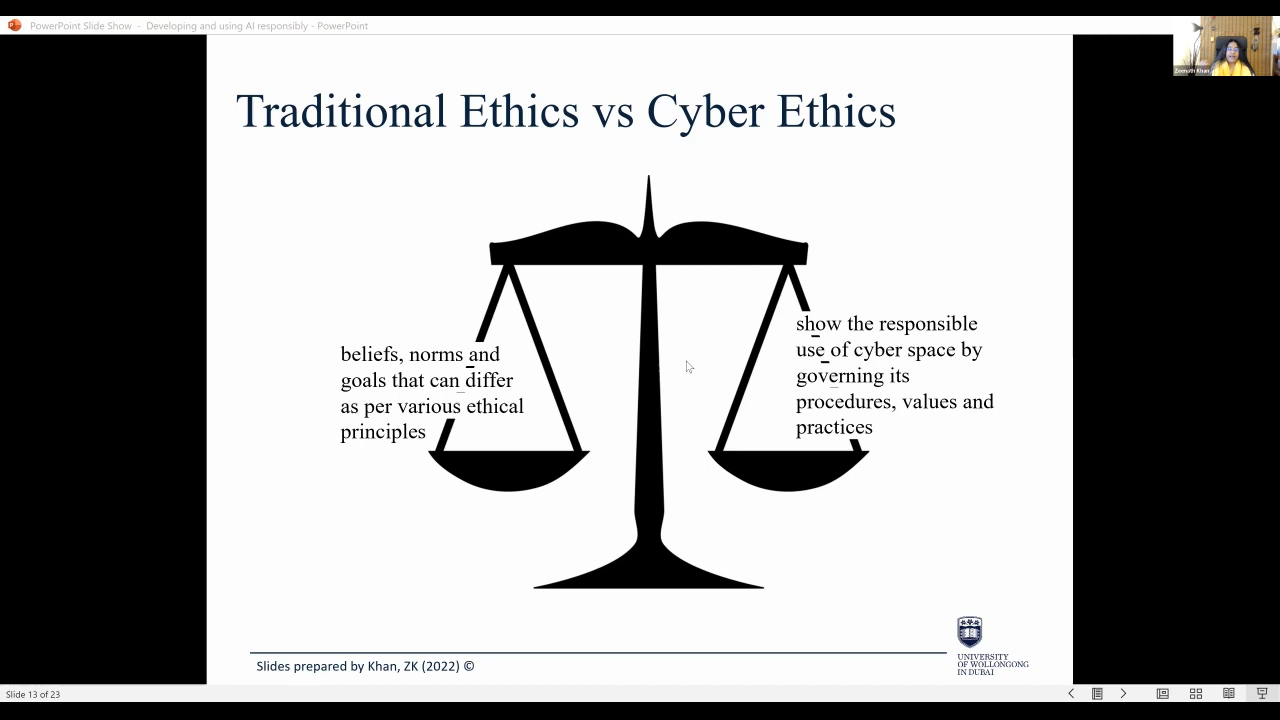 PowerPoint Slide Show - Developing and using AI responsibly - PowerPoint
Zeenath Khan
Traditional Ethics vs Cyber Ethics
beliefs, norms and
goals that can differ
as per various ethical
principles
show the responsible
use of cyber space by
governing its
procedures, values and
practices
Slides prepared by Khan, ZK (2022) ©
UNIVERSITY
OF WOLLONGONG
IN DUBAI
Slide 13 of 23